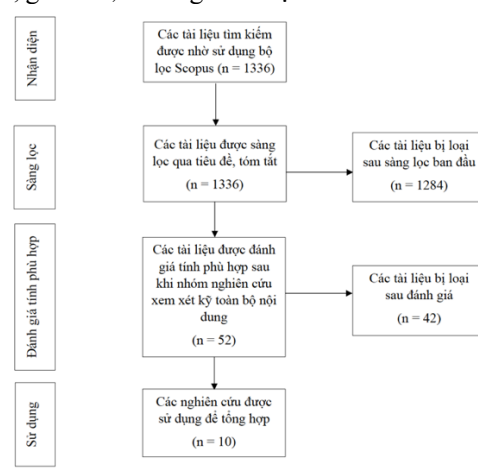 Nhận diện
Các tài liệu tìm kiếm
được nhờ sử dụng bộ
lọc Scopus (n = 1336)
Sàng lọc
Các tài liệu được sàng
lọc qua tiêu đề, tóm tắt
(n = 1336)
Các tài liệu bị loại
sau sàng lọc ban đầu
(n = 1284)
Đánh giá tính phù hợp
Các tài liệu được đánh
giá tính phù hợp sau
khi nhóm nghiên cứu
xem xét kỹ toàn bộ nội
dung
(n = 52)
Các tài liệu bị loại
sau đánh giá
(n = 42)
Sử dụng
Các nghiên cứu được
sử dụng để tổng hợp
(n = 10)